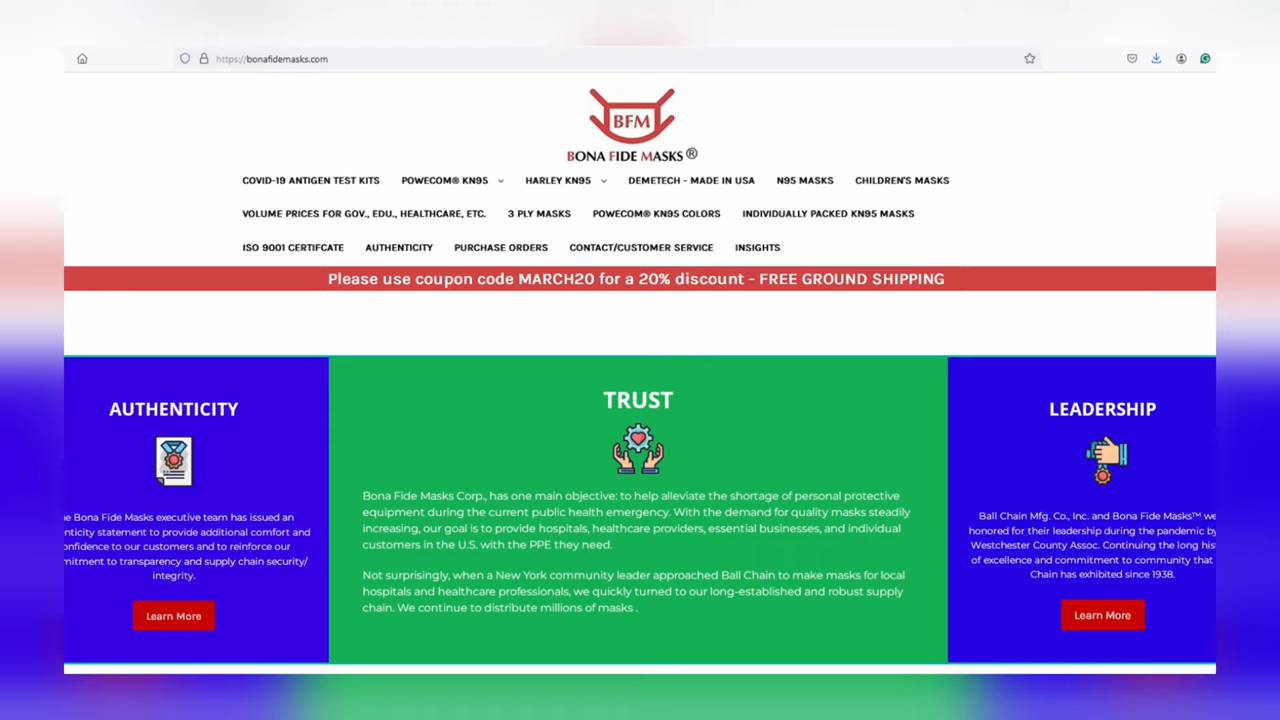 https://bonafidemasks.com
BFM
BONA FIDE MASKS®
COVID-19 ANTIGEN TEST KITS POWECOM® KN95 HARLEY KN95 DEMETECH - MADE IN USA N95 MASKS CHILDREN'S MASKS
VOLUME PRICES FOR GOV., EDU., HEALTHCARE, ETC. 3 PLY MASKS POWECOM® KN95 COLORS INDIVIDUALLY PACKED KN95 MASKS
ISO 9001 CERTIFCATE AUTHENTICITY PURCHASE ORDERS CONTACT/CUSTOMER SERVICE INSIGHTS
Please use coupon code MARCH20 for a 20% discount - FREE GROUND SHIPPING
AUTHENTICITY
Bona Fide Masks executive team has issued an
statement to provide additional comfort and
to our customers and to reinforce our
to transparency and supply chain security/
integrity.
Learn More
TRUST
Bona Fide Masks Corp., has one main objective: to help alleviate the shortage of personal protective
equipment during the current public health emergency. With the demand for quality masks steadily
increasing, our goal is to provide hospitals, healthcare providers, essential businesses, and individual
customers in the U.S. with the PPE they need.
Not surprisingly, when a New York community leader approached Ball Chain to make masks for local
hospitals and healthcare professionals, we quickly turned to our long-established and robust supply
chain. We continue to distribute millions of masks .
LEADERSHIP
Ball Chain Mfg. Co., Inc. and Bona Fide Masks™
honored for their leadership during the pandemic
Westchester County Assoc. Continuing the long
of excellence and commitment to community that
Chain has exhibited since 1938.
Learn More